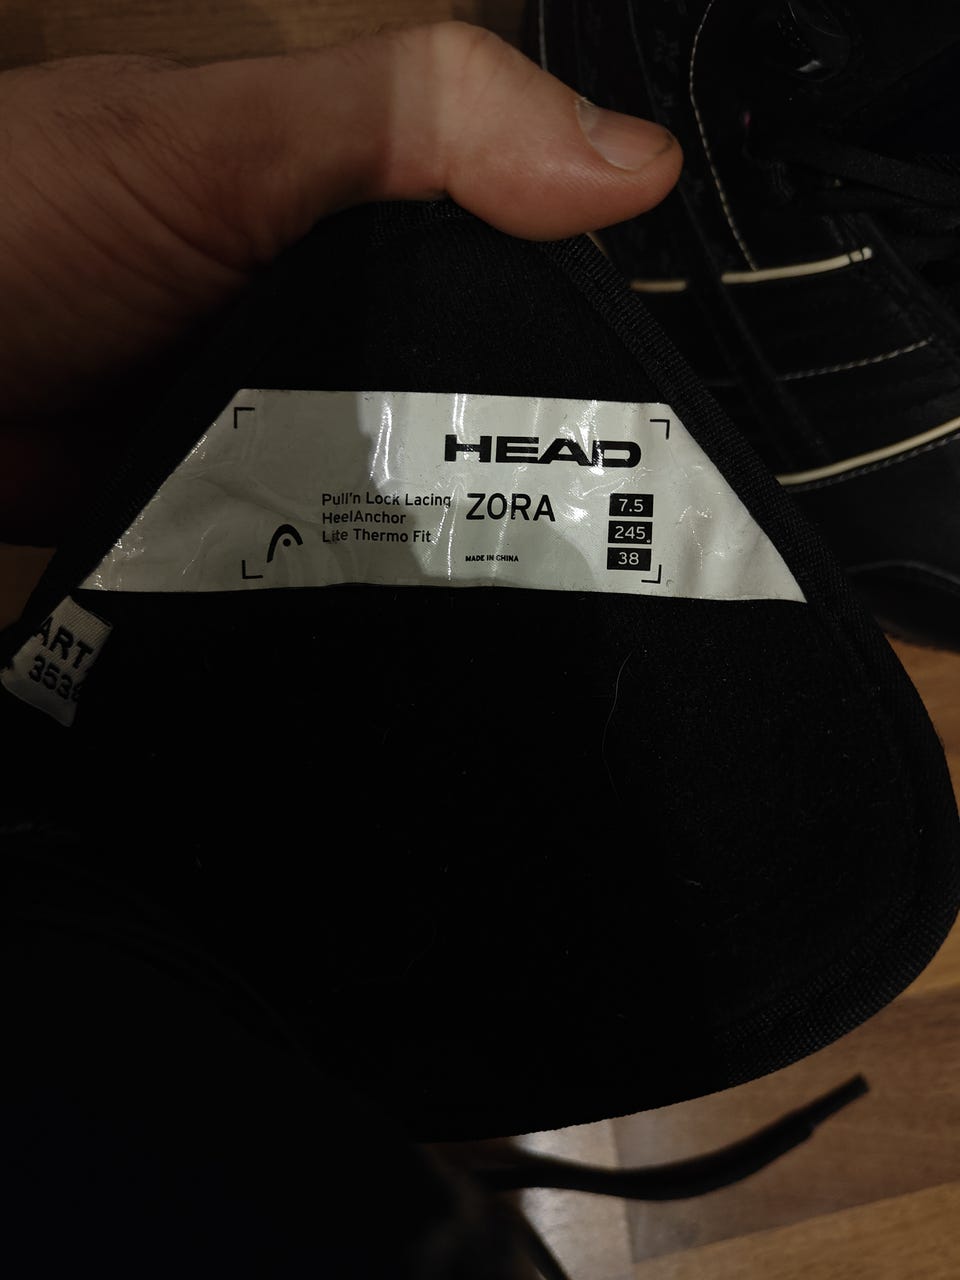 HEAD
Pull'n Lock Lacing
HeelAnchor
Lite Thermo Fit
ZORA
MADE IN CHINA
7.5
245
38
ART